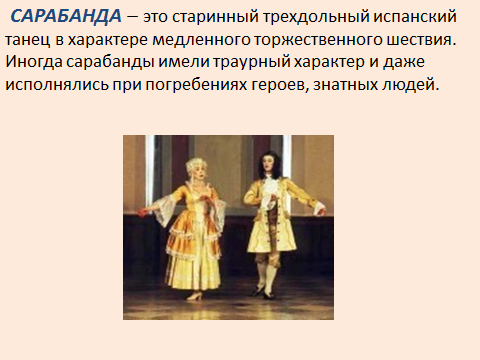 САРАБАНДА – это старинный трехдольный испанский
танец в характере медленного торжественного шествия.
Иногда сарабанды имели траурный характер и даже
исполнялись при погребениях героев, знатных людей.